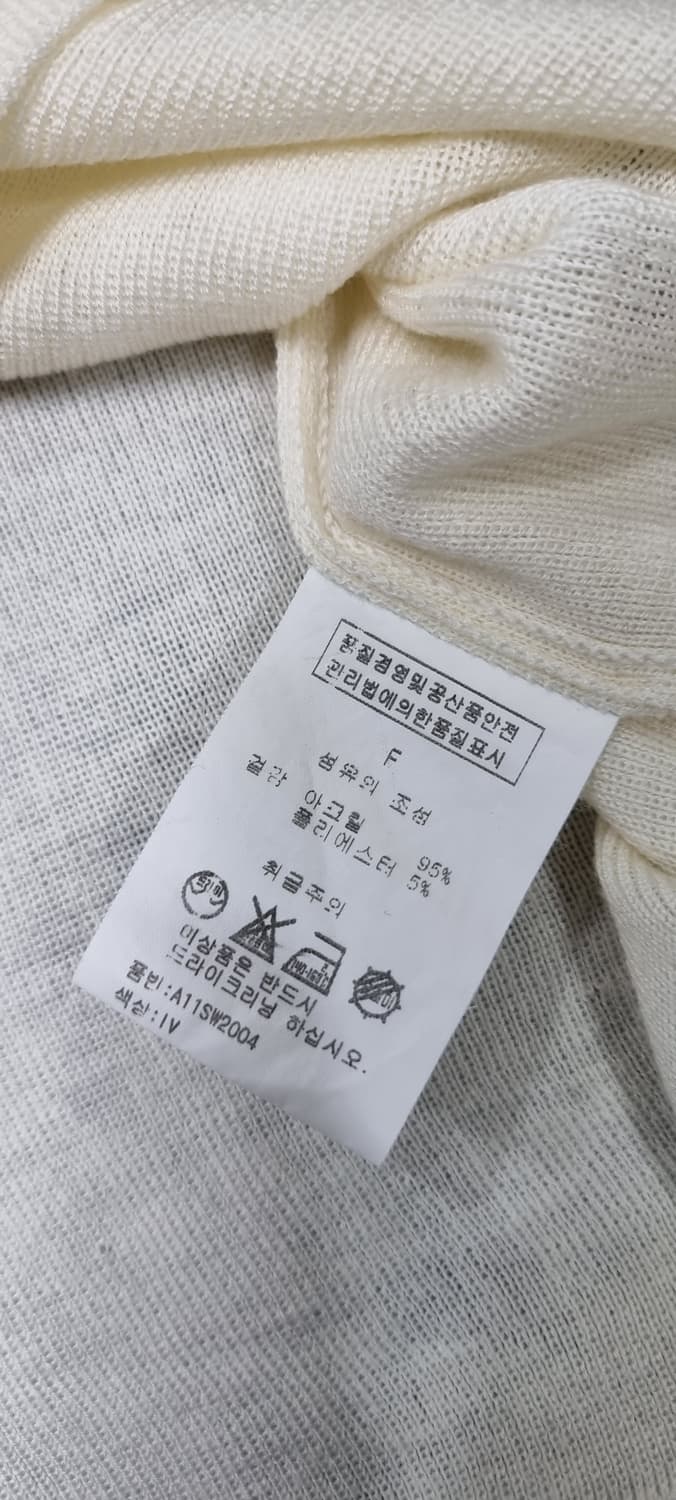 품질경영및공산품안전
관리법에의한품질표시
F
섬유의 조성
겉감
아크릴 95%
폴리에스터 5%
취급주의
이상품은 반드시
드라이크리닝 하십시오.
품번:A11SW2004
색상:IV